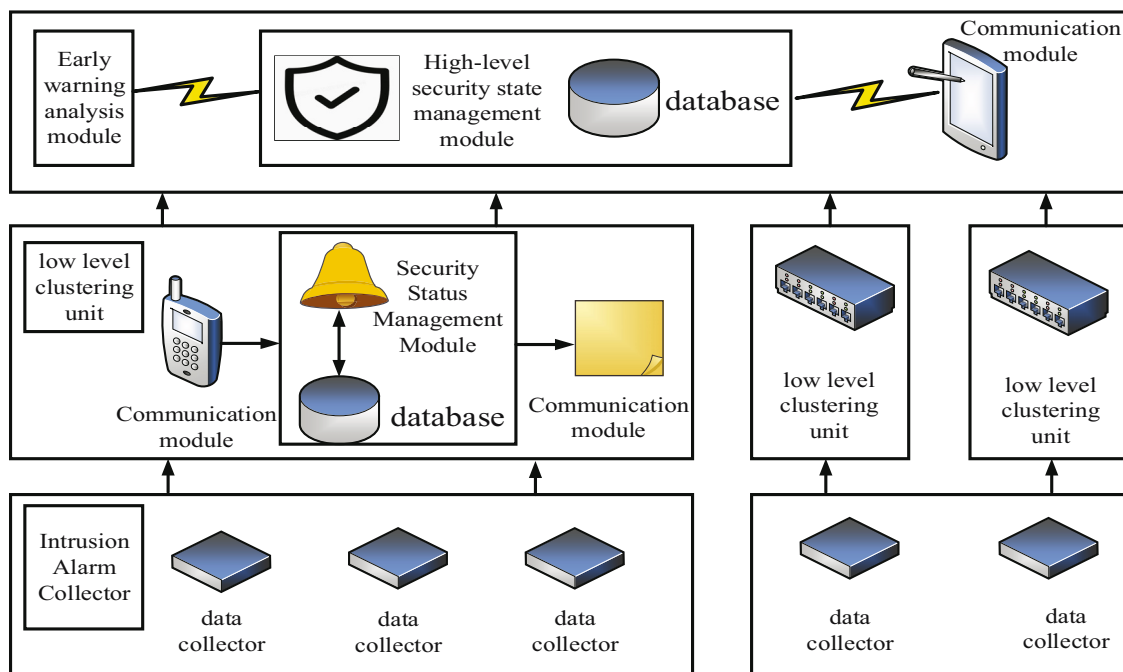 Early
warning
analysis
module
High-level
security state
management
module
database
Communication
module
low level
clustering
unit
Communication
module
Security
Status
Management
Module
database
Communication
module
low level
clustering
unit
low level
clustering
unit
Intrusion
Alarm
Collector
data
collector
data
collector
data
collector
data
collector
data
collector